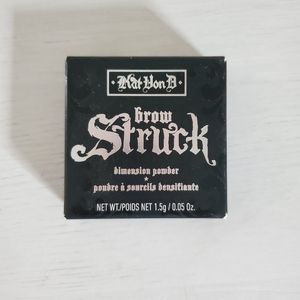 Kat Von D
brow
Struck
dimension powder
★
poudre à sourcils densifiante
NET WT./POIDS NET 1.5g / 0.05 Oz.